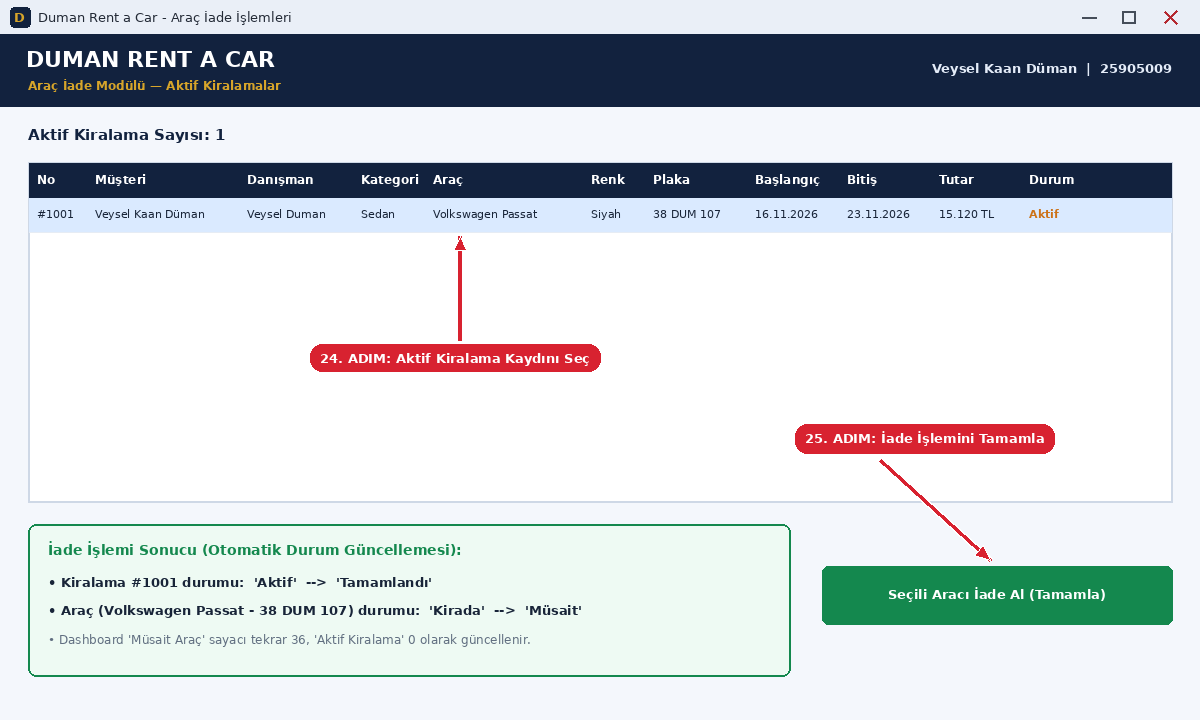 D Duman Rent a Car - Araç İade İşlemleri
DUMAN RENT A CAR
Araç İade Modülü — Aktif Kiralamalar
Veysel Kaan Düman | 25905009
Aktif Kiralama Sayısı: 1
No Müşteri Danışman Kategori Araç Renk Plaka Başlangıç Bitiş Tutar Durum
#1001 Veysel Kaan Düman Veysel Duman Sedan Volkswagen Passat Siyah 38 DUM 107 16.11.2026 23.11.2026 15.120 TL Aktif
24. ADIM: Aktif Kiralama Kaydını Seç
25. ADIM: İade İşlemini Tamamla
İade İşlemi Sonucu (Otomatik Durum Güncellemesi):
• Kiralama #1001 durumu: 'Aktif' --> 'Tamamlandı'
• Araç (Volkswagen Passat - 38 DUM 107) durumu: 'Kirada' --> 'Müsait'
• Dashboard 'Müsait Araç' sayacı tekrar 36, 'Aktif Kiralama' 0 olarak güncellenir.
Seçili Aracı İade Al (Tamamla)